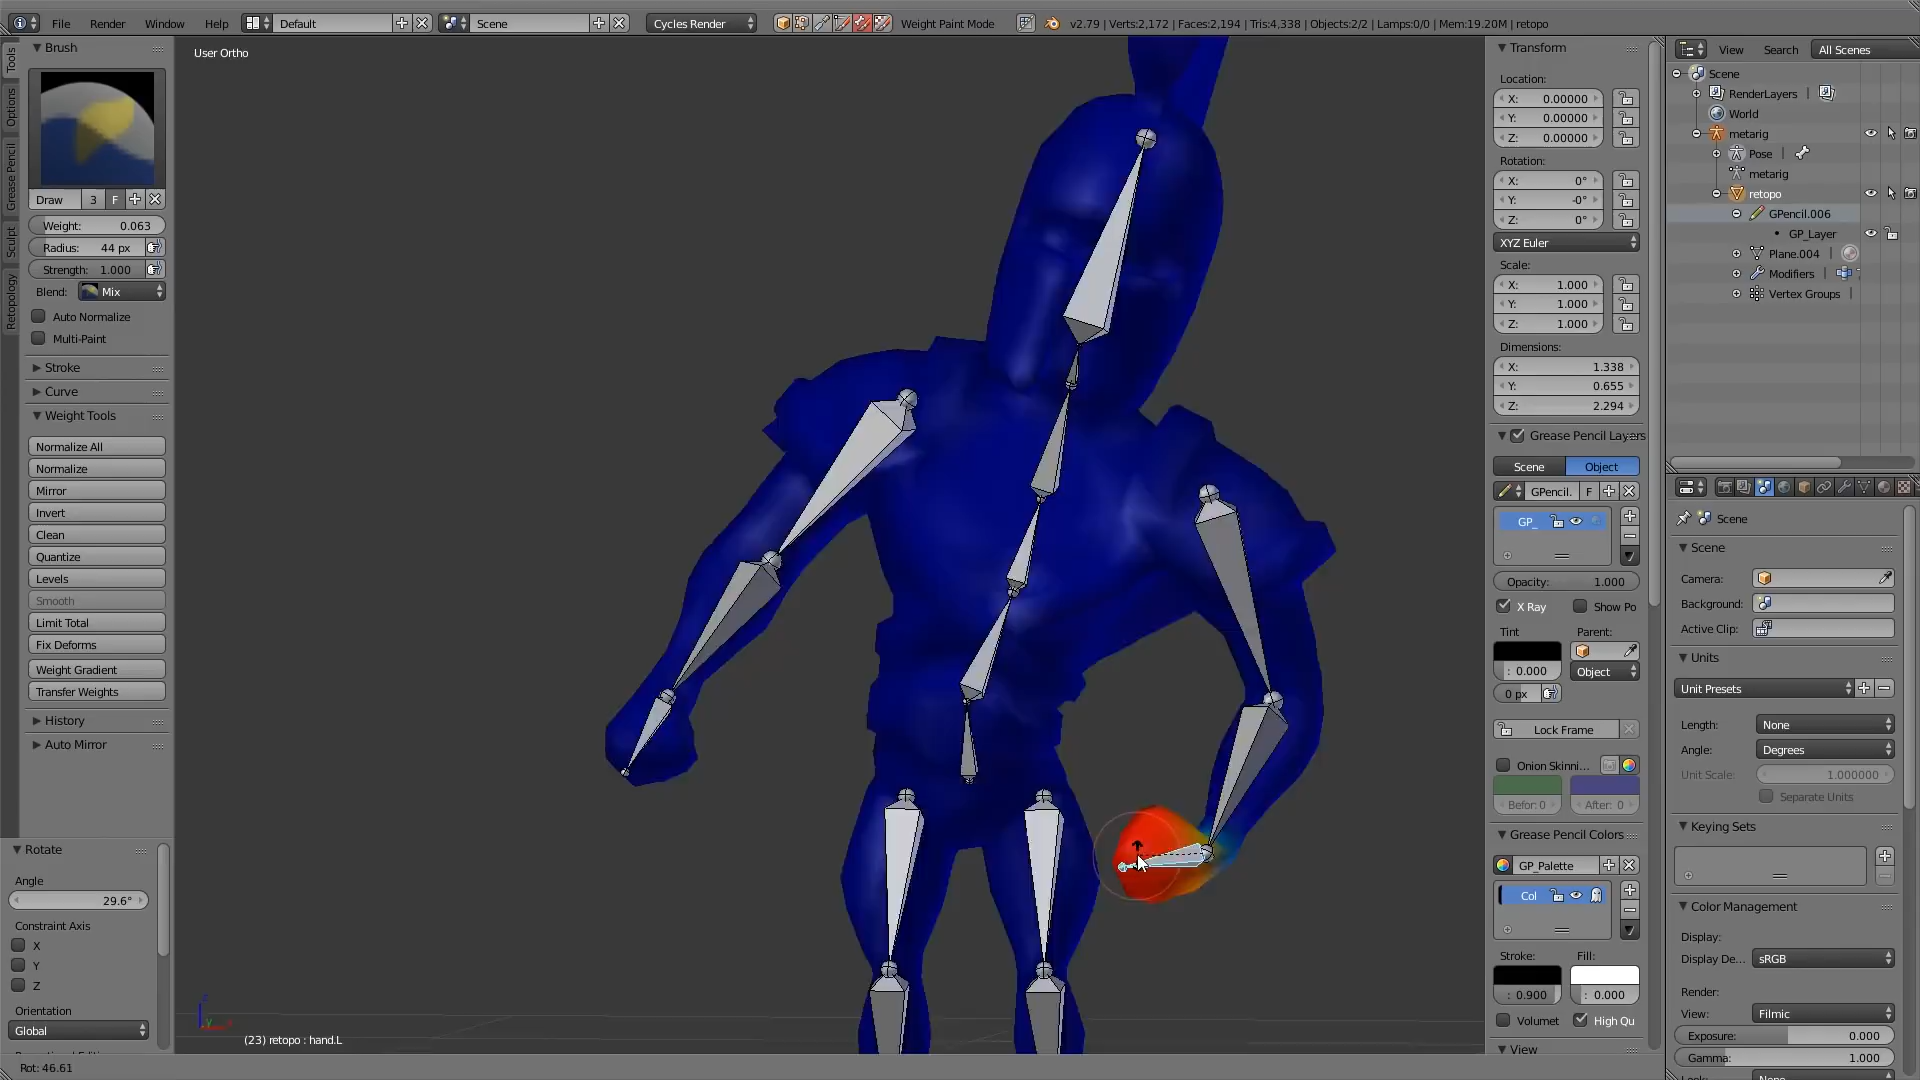 File Render Window Help Default Scene Cycles Render Weight Paint Mode v2.79 | Verts:2,172 | Faces:2,194 | Tris:4,338 | Objects:2/2 | Lamps:0/0 | Mem:19.20M | retopo
Tools
Options
Grease Pencil
Sculpt
Retopology
Brush
Draw 3 F
Weight: 0.063
Radius: 44 px
Strength: 1.000
Blend: Mix
Auto Normalize
Multi-Paint
Stroke
Curve
Weight Tools
Normalize All
Normalize
Mirror
Invert
Clean
Quantize
Levels
Smooth
Limit Total
Fix Deforms
Weight Gradient
Transfer Weights
History
Auto Mirror
Rotate
Angle
29.6°
Constraint Axis
X
Y
Z
Orientation
Global
Rot: 46.61
User Ortho
(23) retopo : hand.L
Transform
Location:
X: 0.00000
Y: 0.00000
Z: 0.00000
Rotation:
X: 0°
Y: -0°
Z: 0°
XYZ Euler
Scale:
X: 1.000
Y: 1.000
Z: 1.000
Dimensions:
X: 1.338
Y: 0.655
Z: 2.294
Grease Pencil Layers
Scene Object
GPencil. F
GP_
Opacity: 1.000
X Ray Show Po
Tint Parent:
: 0.000 Object
0 px
Lock Frame
Onion Skinni...
Befor: 0 After: 0
Grease Pencil Colors
GP_Palette
Col
Stroke: Fill:
: 0.900 : 0.000
Volumet High Qu
View
View Search All Scenes
Scene
RenderLayers
World
metarig
Pose
metarig
retopo
GPencil.006
GP_Layer
Plane.004
Modifiers
Vertex Groups
Scene
Scene
Camera:
Background:
Active Clip:
Units
Unit Presets
Length: None
Angle: Degrees
Unit Scale: 1.000000
Separate Units
Keying Sets
Color Management
Display:
Display De... sRGB
Render:
View: Filmic
Exposure: 0.000
Gamma: 1.000